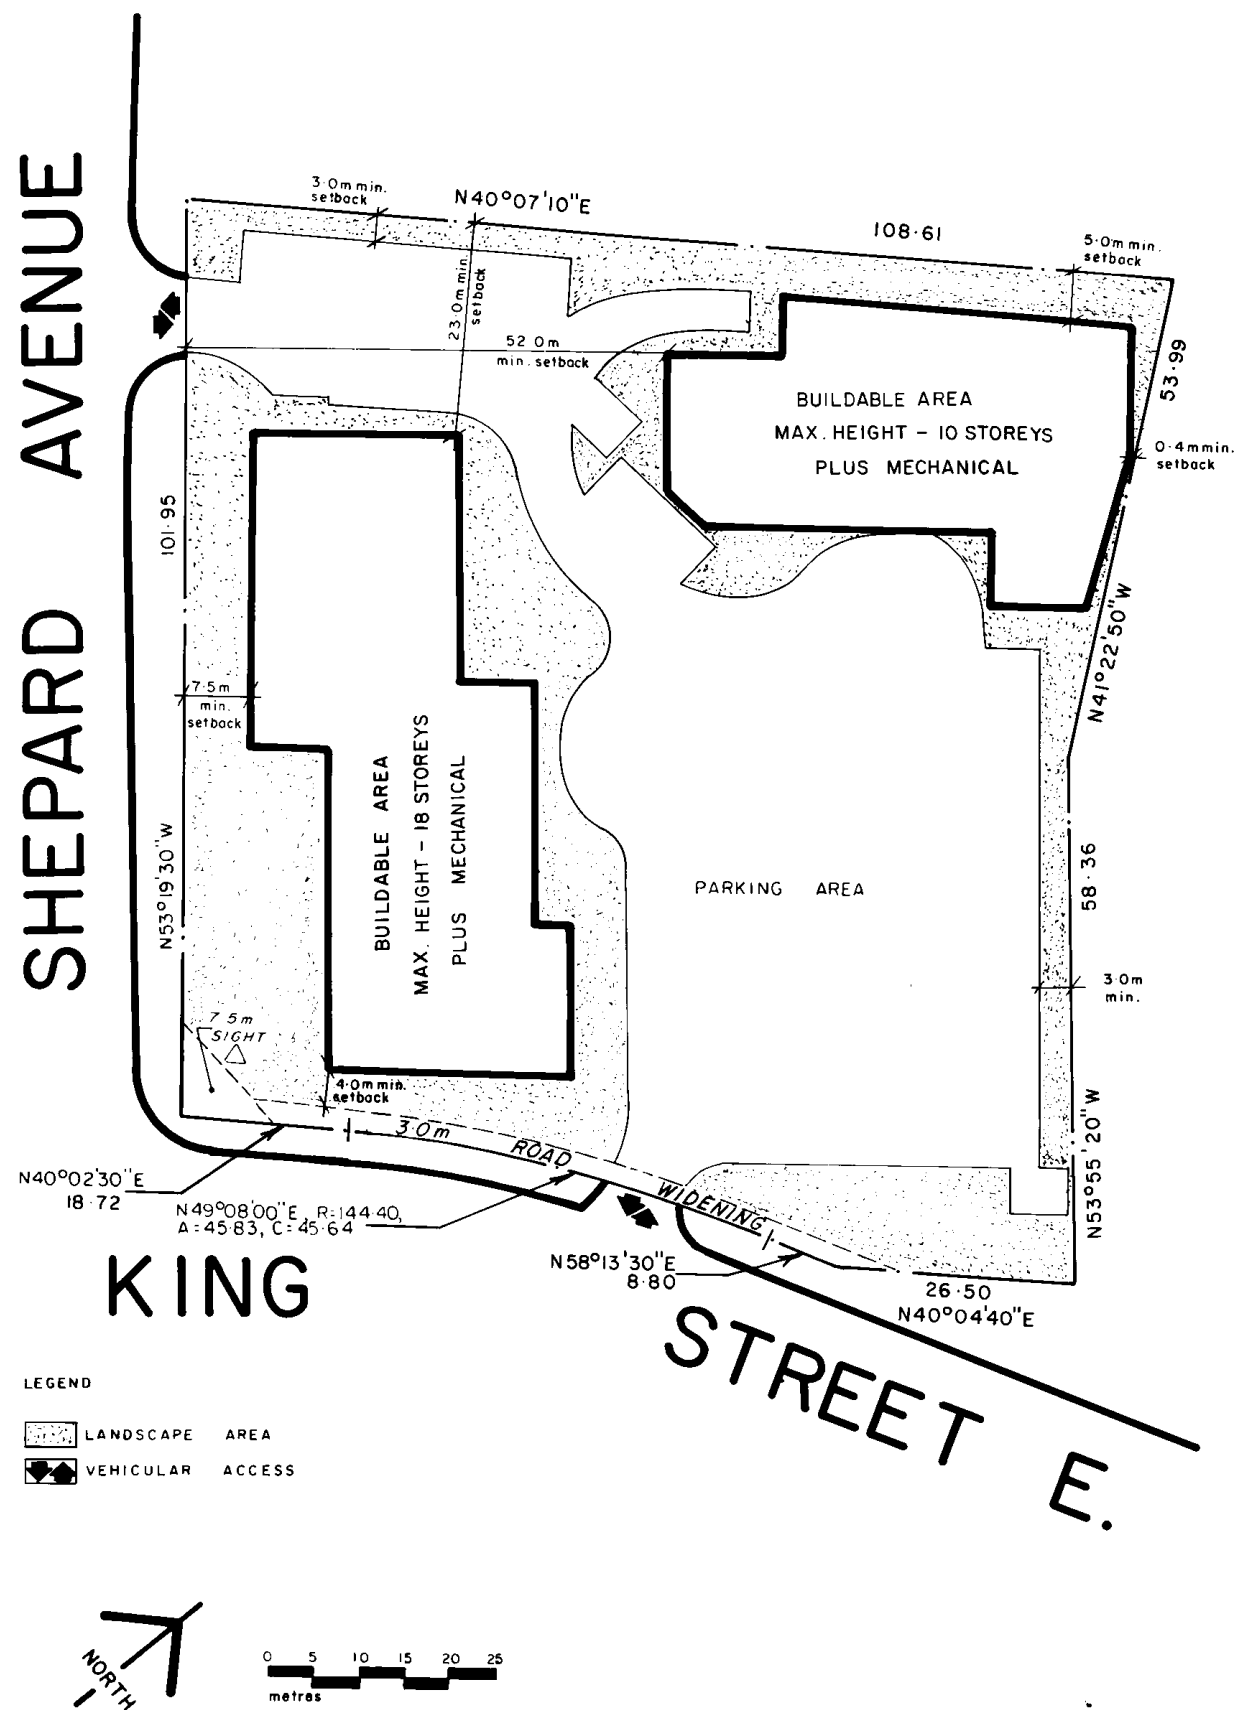 3.0m min.
setback
N40°07'10"E
108.61
5.0m min.
setback
23.0m min.
setback
52.0m
min. setback
53.99
BUILDABLE AREA
MAX. HEIGHT - 10 STOREYS
PLUS MECHANICAL
0.4m min.
setback
SHEPARD AVENUE
101.95
N41°22'50"W
7.5m
min.
setback
BUILDABLE AREA
MAX. HEIGHT - 18 STOREYS
PLUS MECHANICAL
N53°19'30"W
PARKING AREA
58.36
3.0m
min.
7.5m
SIGHT
4.0m min.
setback
3.0m ROAD WIDENING
N53°55'20"W
N40°02'30"E
18.72
N49°08'00"E, R=144.40,
A=45.83, C=45.64
N58°13'30"E
8.80
26.50
N40°04'40"E
KING STREET E.
LEGEND
LANDSCAPE AREA
VEHICULAR ACCESS
NORTH
0 5 10 15 20 25
metres